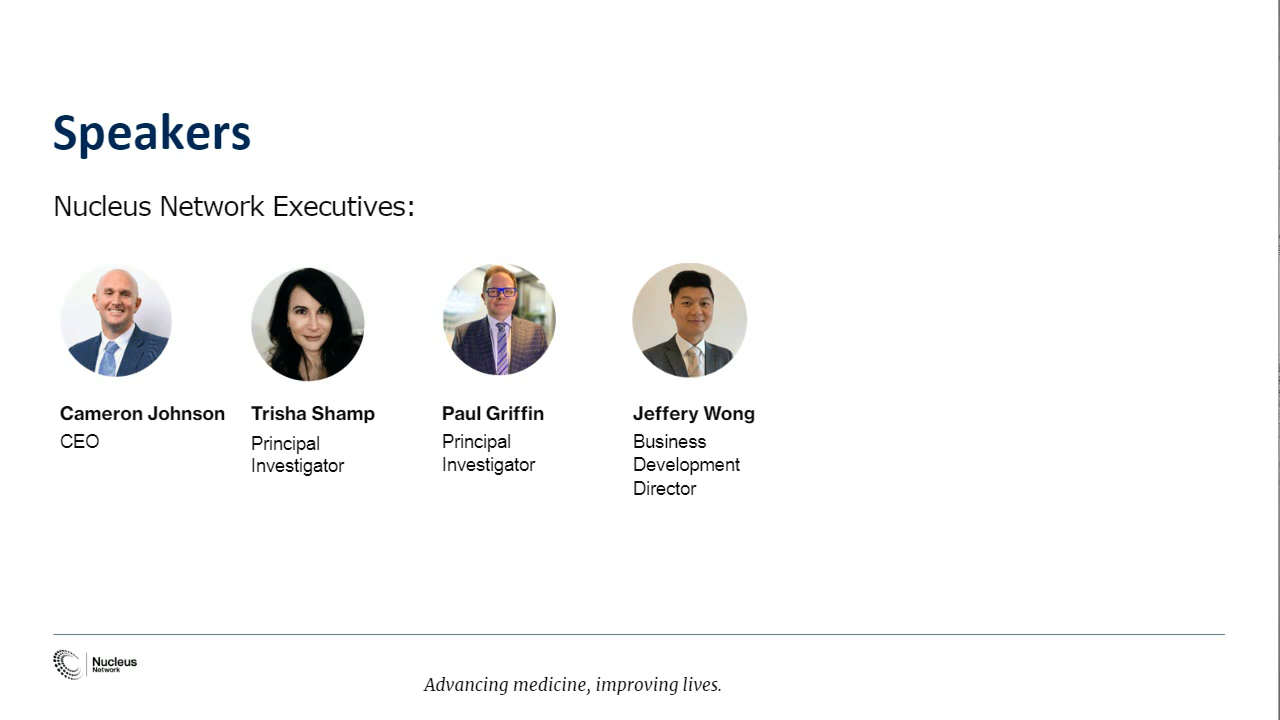 Speakers
Nucleus Network Executives:
Cameron Johnson
CEO
Trisha Shamp
Principal
Investigator
Paul Griffin
Principal
Investigator
Jeffery Wong
Business
Development
Director
Nucleus
Network
Advancing medicine, improving lives.